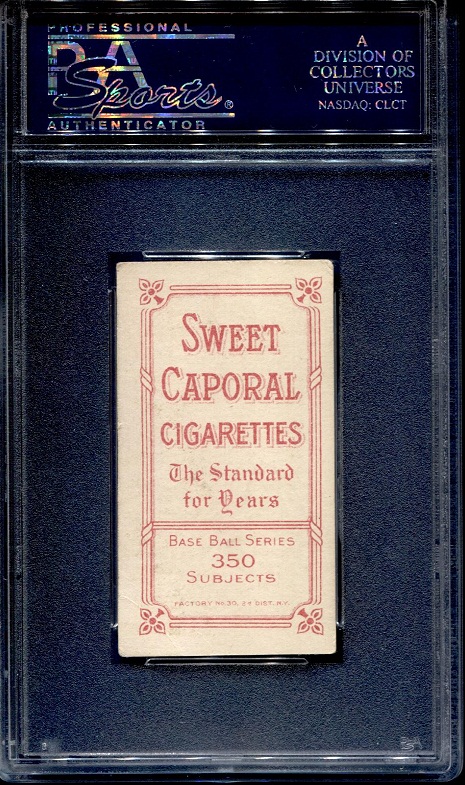 PROFESSIONAL
PSA
Sports®
AUTHENTICATOR
A
DIVISION OF
COLLECTORS
UNIVERSE
NASDAQ: CLCT
SWEET
CAPORAL
CIGARETTES
The Standard
for Years
BASE BALL SERIES
350
SUBJECTS
FACTORY No 30, 2d DIST. N.Y.